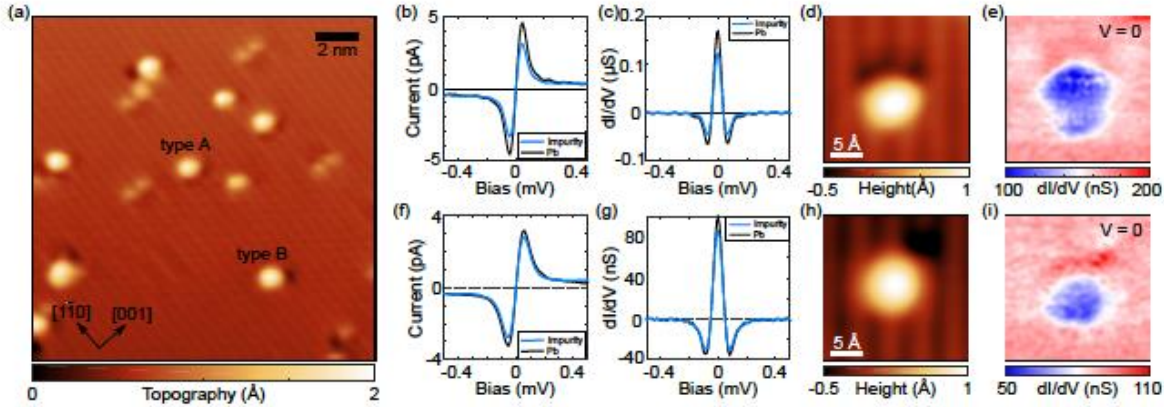 (a)
2 nm
type A
type B
[11̄0]
[001]
0
2
Topography (Å)
(b)
Current (pA)
5
0
-5
Impurity
Pb
-0.4
0
0.4
Bias (mV)
(c)
dI/dV (μS)
0.2
0.1
0
-0.1
Impurity
Pb
-0.4
0
0.4
Bias (mV)
(d)
5 Å
-0.5
Height(Å)
1
(e)
V = 0
100
dI/dV (nS)
200
(f)
Current (pA)
4
0
-4
Impurity
Pb
-0.4
0
0.4
Bias (mV)
(g)
dI/dV (nS)
80
40
0
-40
Impurity
Pb
-0.4
0
0.4
Bias (mV)
(h)
5 Å
-0.5
Height (Å)
1
(i)
V = 0
50
dI/dV (nS)
110